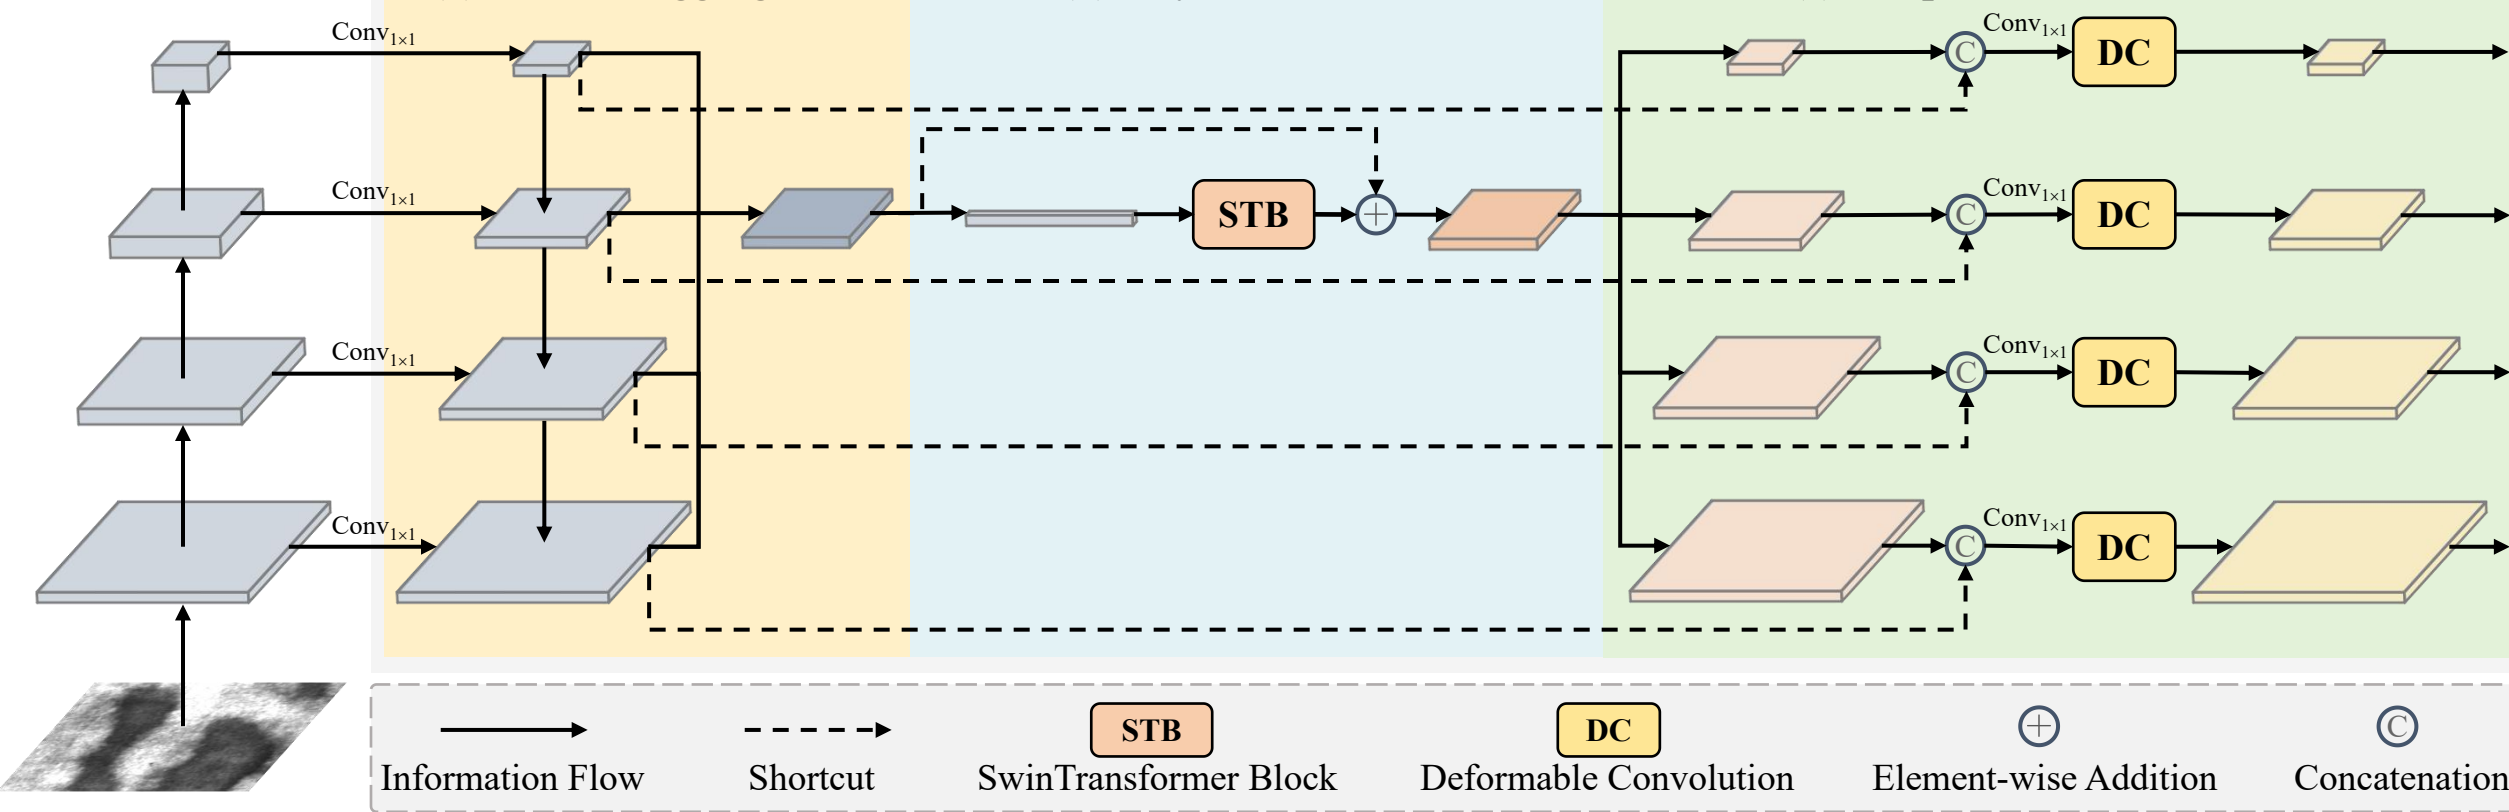 Conv1×1
Conv1×1
DC
Conv1×1
Conv1×1
STB
DC
Conv1×1
Conv1×1
DC
Conv1×1
Conv1×1
DC
C
C
C
C
STB
DC
C
Information Flow
Shortcut
SwinTransformer Block
Deformable Convolution
Element-wise Addition
Concatenation